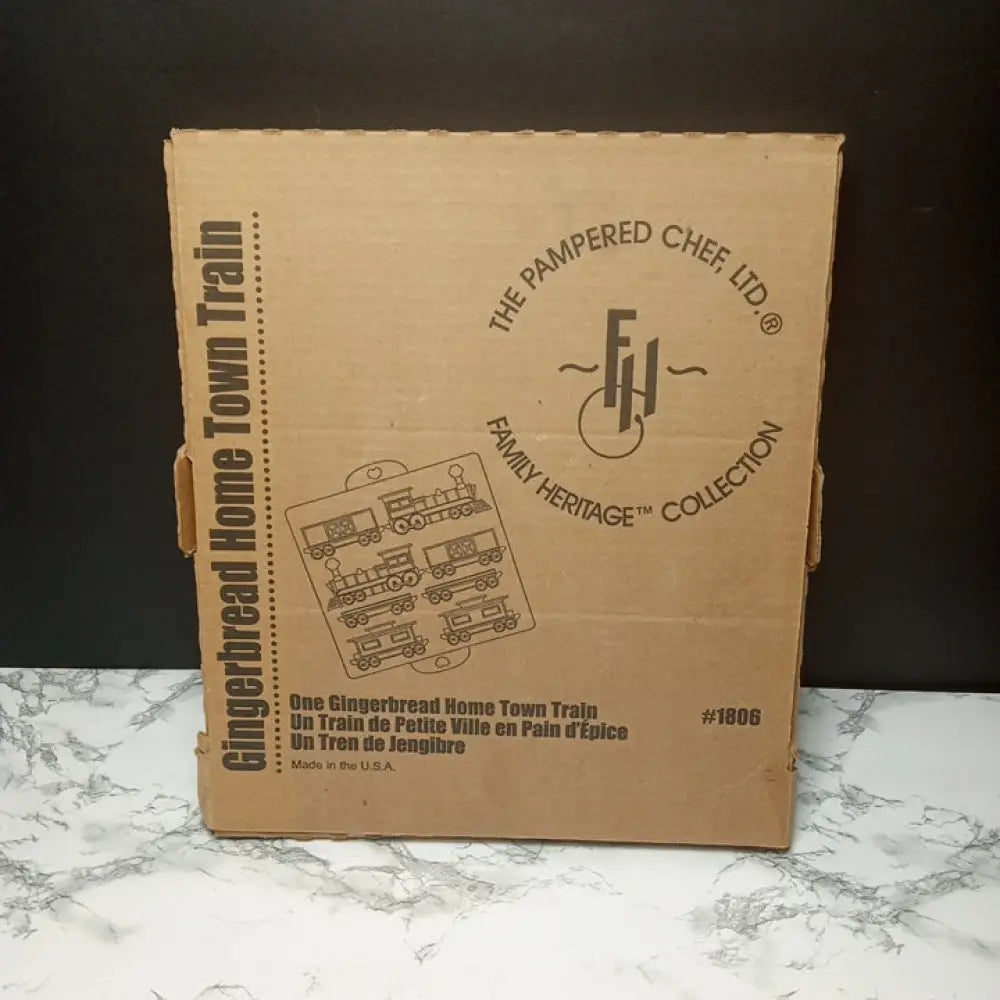 Gingerbread Home Town Train
THE PAMPERED CHEF, LTD.®
FH
FAMILY HERITAGE™ COLLECTION
One Gingerbread Home Town Train
Un Train de Petite Ville en Pain d'Épice
Un Tren de Jengibre
Made in the U.S.A.
#1806